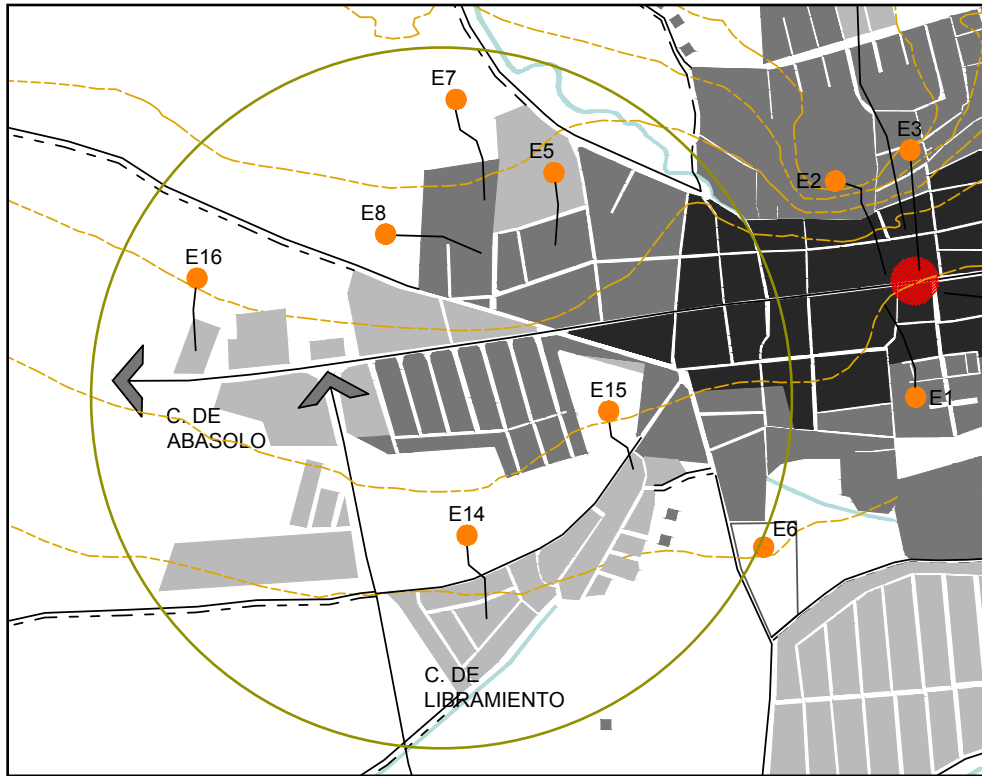 E7
E3
E5
E2
E8
E16
E1
E15
C. DE
ABASOLO
E14
E6
C. DE
LIBRAMIENTO